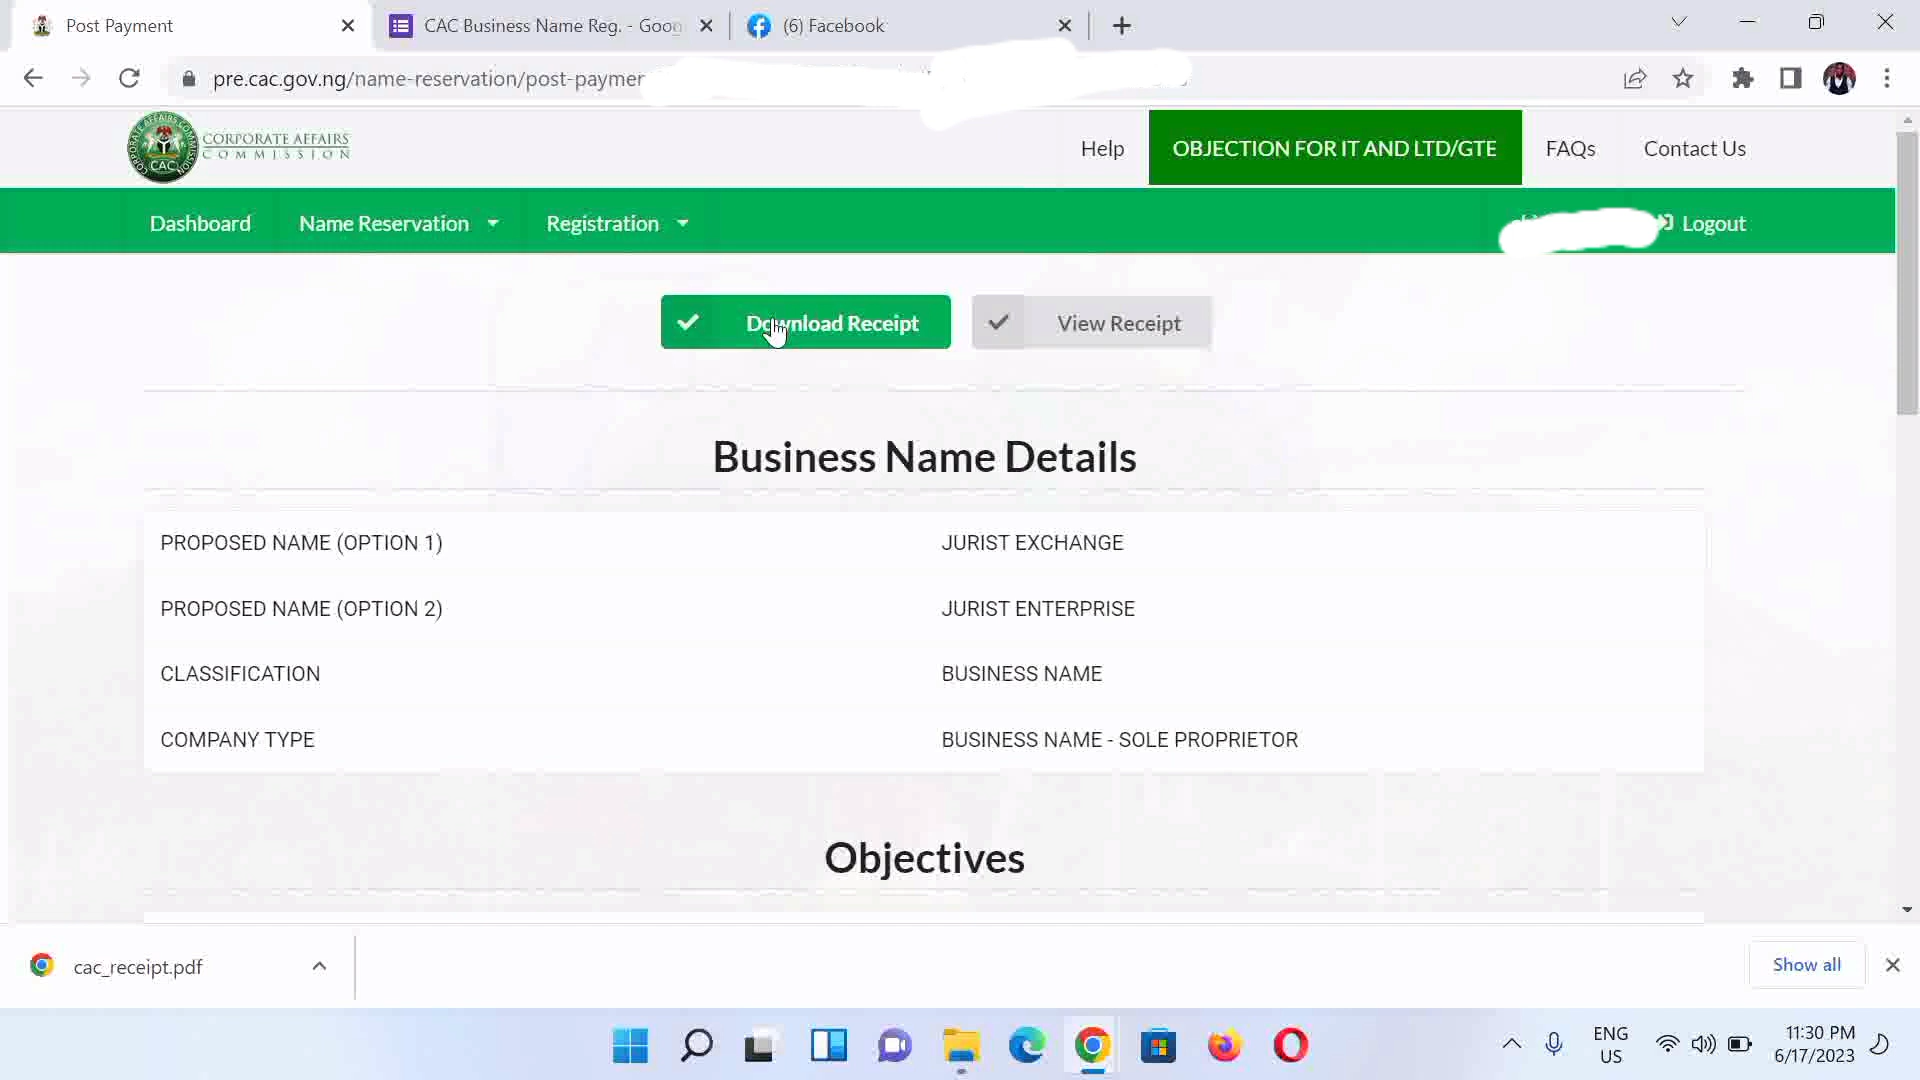 Post Payment
CAC Business Name Reg. - Goog
(6) Facebook
pre.cac.gov.ng/name-reservation/post-paymen
CORPORATE AFFAIRS
COMMISSION
CORPORATE AFFAIRS COMMISSION
CAC
Help
OBJECTION FOR IT AND LTD/GTE
FAQs
Contact Us
Dashboard
Name Reservation
Registration
Logout
Download Receipt
View Receipt
Business Name Details
PROPOSED NAME (OPTION 1) JURIST EXCHANGE
PROPOSED NAME (OPTION 2) JURIST ENTERPRISE
CLASSIFICATION BUSINESS NAME
COMPANY TYPE BUSINESS NAME - SOLE PROPRIETOR
Objectives
cac_receipt.pdf
Show all
ENG
US
11:30 PM
6/17/2023